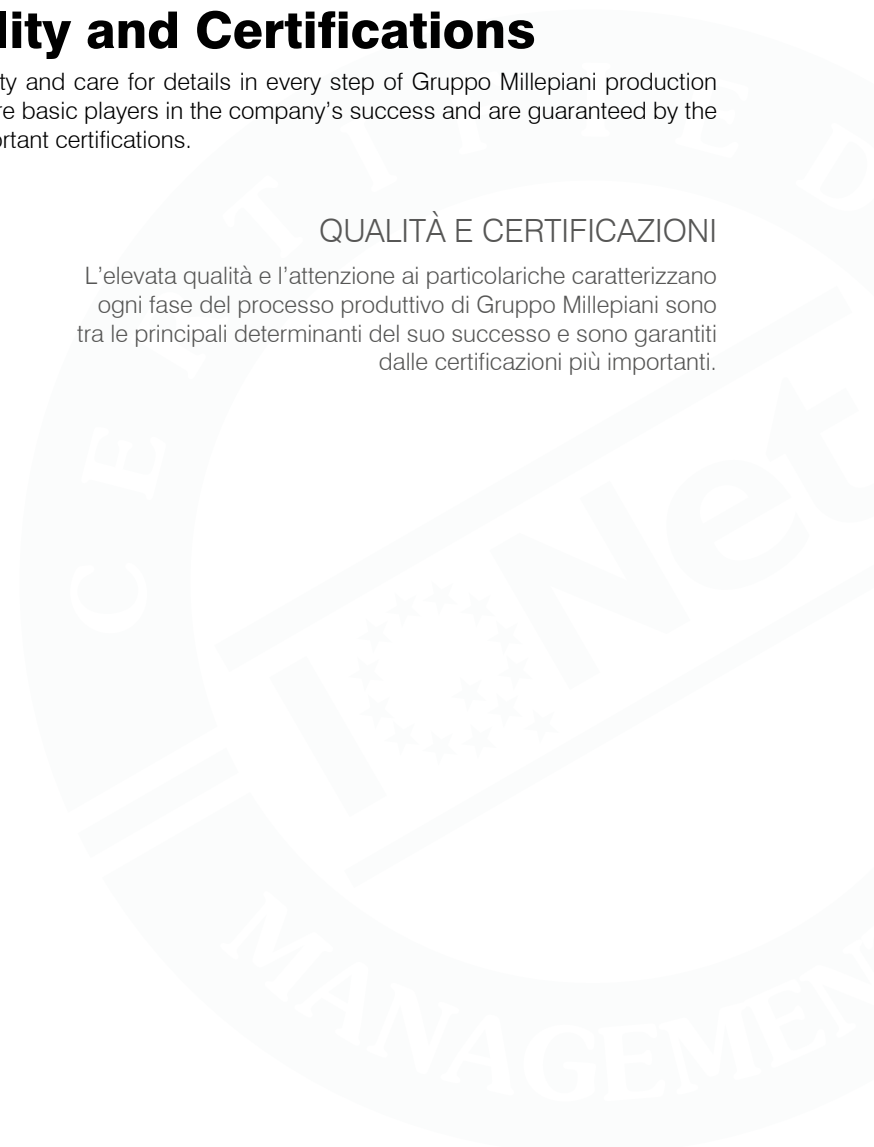 lity and Certifications
ty and care for details in every step of Gruppo Millepiani production
re basic players in the company's success and are guaranteed by the
ortant certifications.
QUALITÀ E CERTIFICAZIONI
L'elevata qualità e l'attenzione ai particolariche caratterizzano
ogni fase del processo produttivo di Gruppo Millepiani sono
tra le principali determinanti del suo successo e sono garantiti
dalle certificazioni più importanti.
CERTIFIED
IQNet
MANAGEMEN